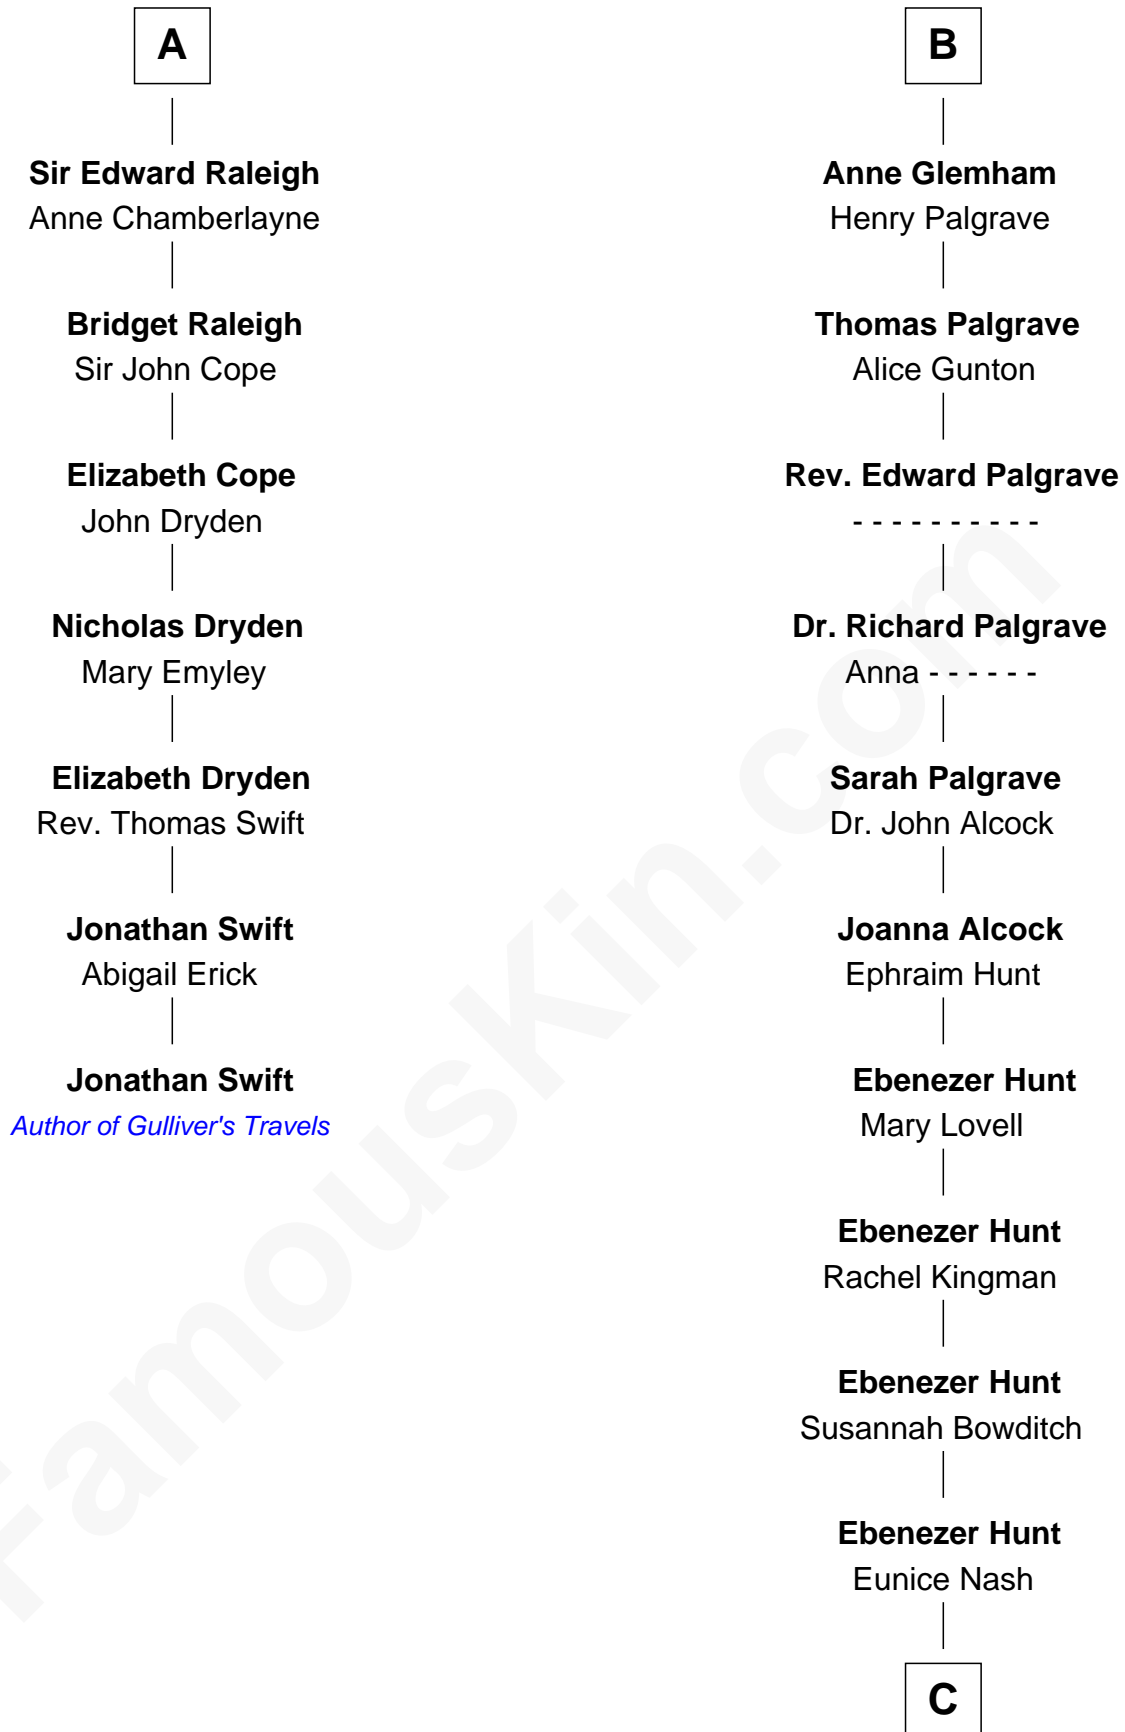 A
Sir Edward Raleigh
Anne Chamberlayne
Bridget Raleigh
Sir John Cope
Elizabeth Cope
John Dryden
Nicholas Dryden
Mary Emyley
Elizabeth Dryden
Rev. Thomas Swift
Jonathan Swift
Abigail Erick
Jonathan Swift
Author of Gulliver's Travels
B
Anne Glemham
Henry Palgrave
Thomas Palgrave
Alice Gunton
Rev. Edward Palgrave
- - - - - - - - - -
Dr. Richard Palgrave
Anna - - - - - -
Sarah Palgrave
Dr. John Alcock
Joanna Alcock
Ephraim Hunt
Ebenezer Hunt
Mary Lovell
Ebenezer Hunt
Rachel Kingman
Ebenezer Hunt
Susannah Bowditch
Ebenezer Hunt
Eunice Nash
C
FamousKin.com